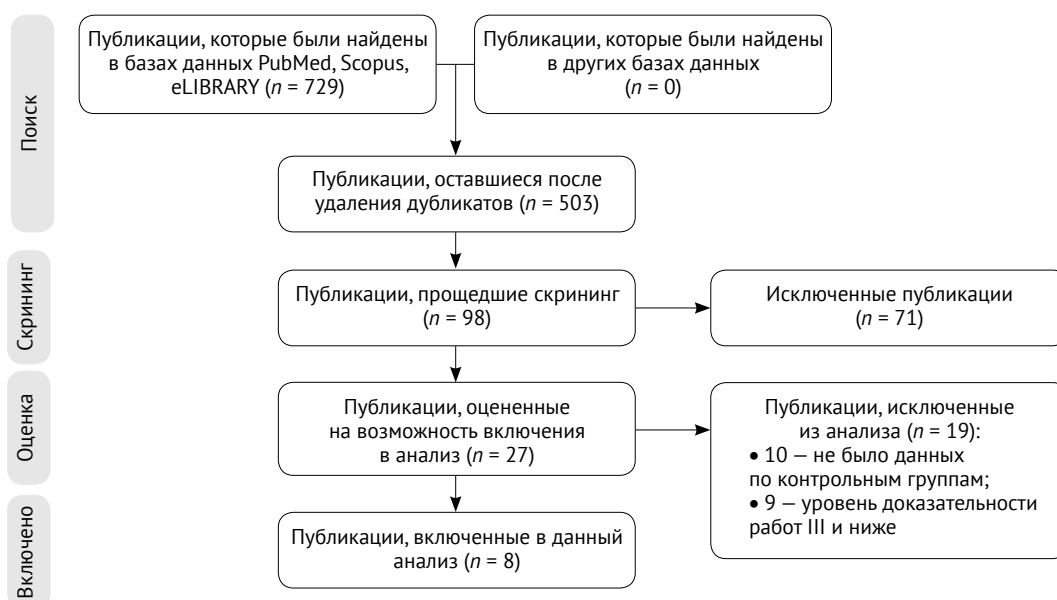 Поиск
Публикации, которые были найдены
в базах данных PubMed, Scopus,
eLIBRARY (n = 729)
Публикации, которые были найдены
в других базах данных
(n = 0)
Публикации, оставшиеся после
удаления дубликатов (n = 503)
Скрининг
Публикации, прощедшие скрининг
(n = 98)
Исключенные публикации
(n = 71)
Оценка
Публикации, оцененные
на возможность включения
в анализ (n = 27)
Публикации, исключенные
из анализа (n = 19):
• 10 — не было данных
по контрольным группам;
• 9 — уровень доказательности
работ III и ниже
Включено
Публикации, включенные в данный
анализ (n = 8)